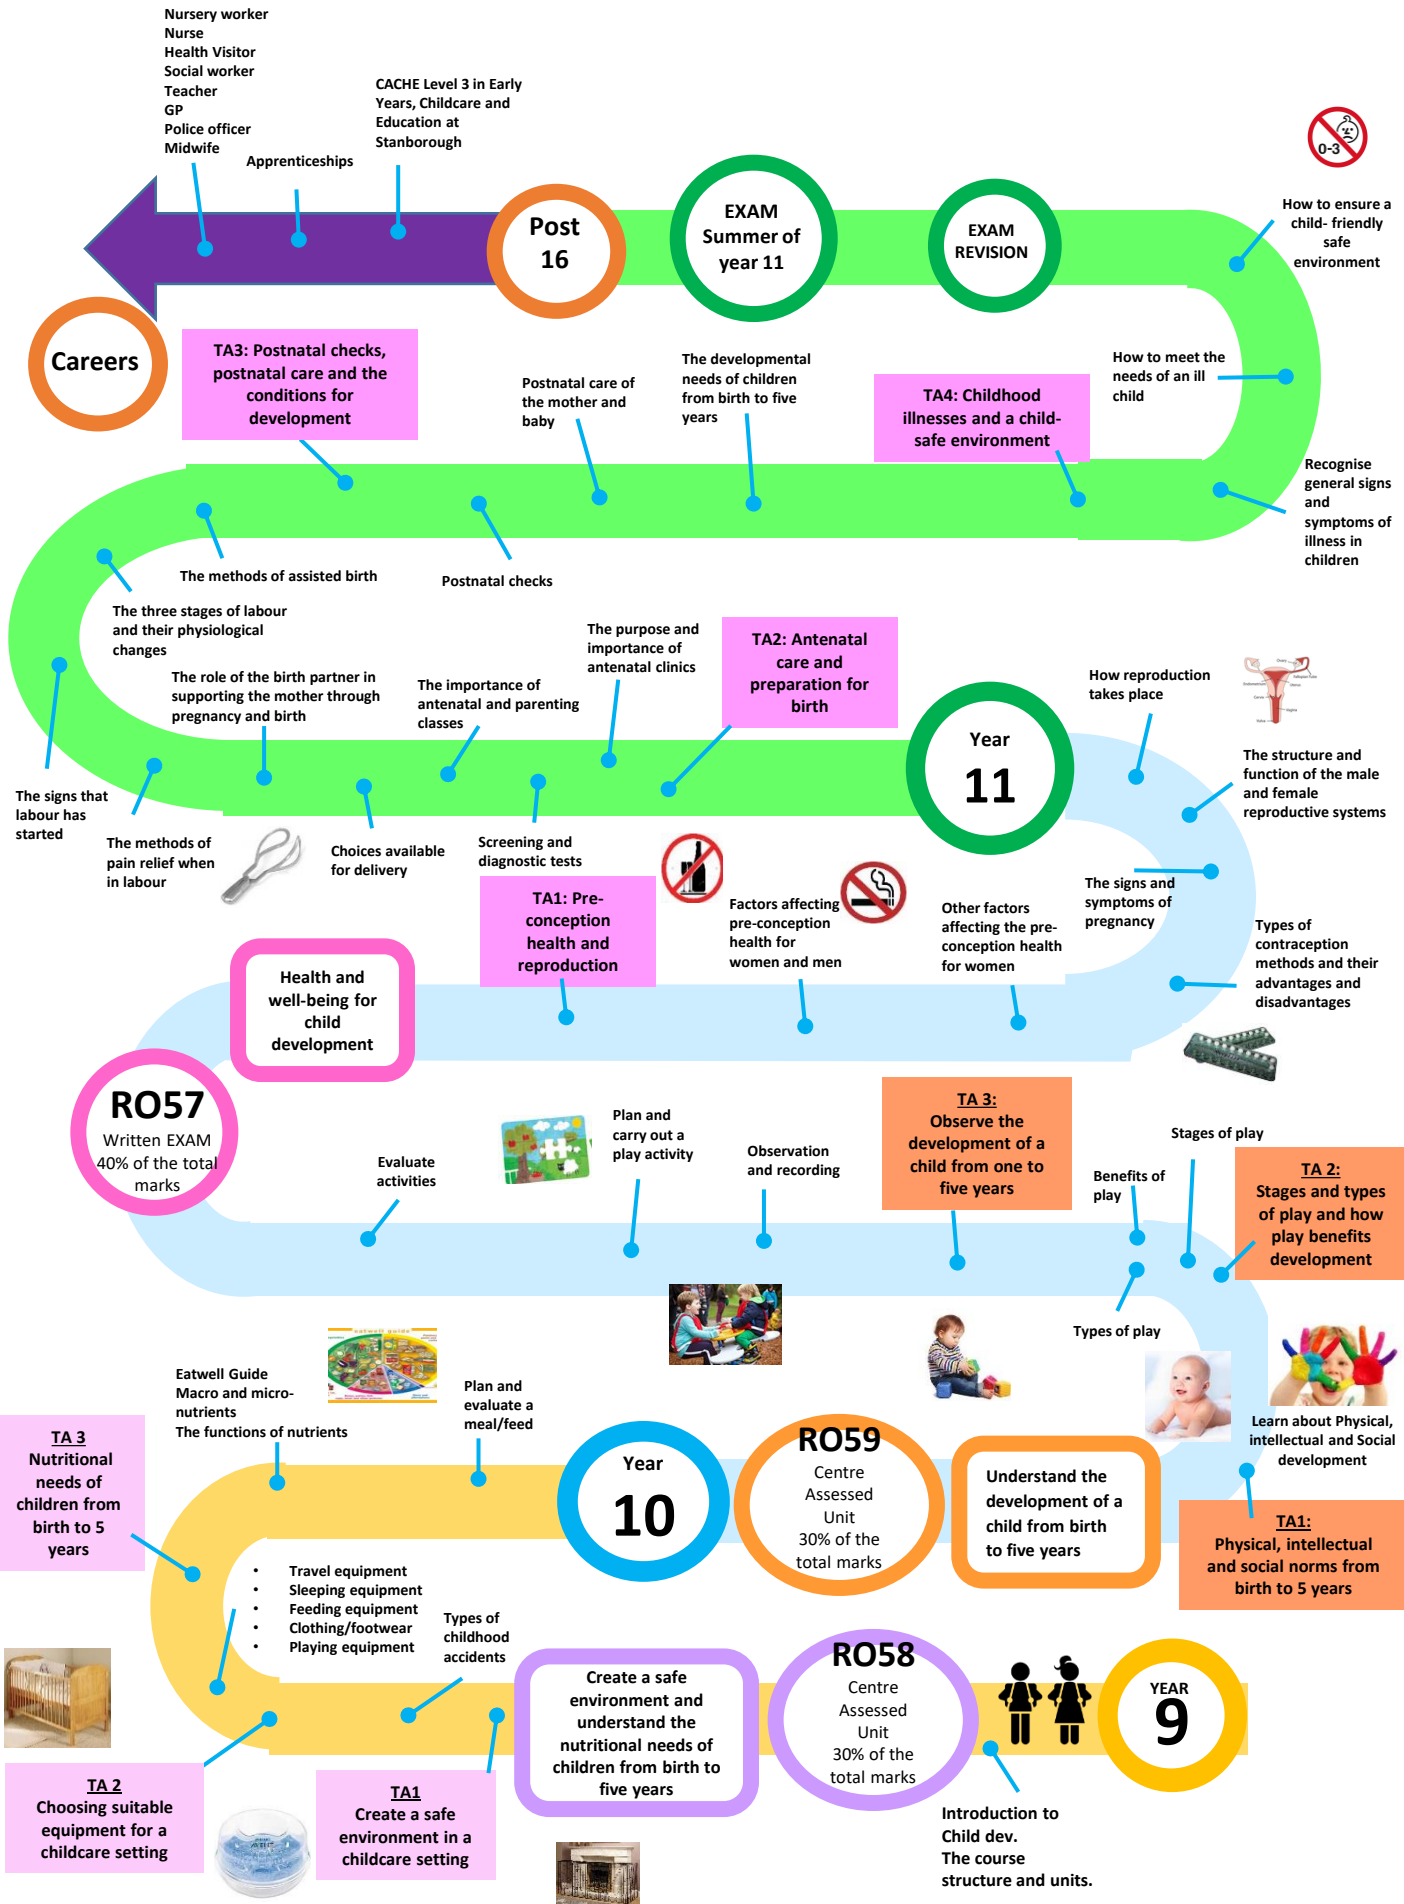 Nursery worker
Nurse
Health Visitor
Social worker
Teacher
GP
Police officer
Midwife
Apprenticeships
CACHE Level 3 in Early
Years, Childcare and
Education at
Stanborough
0-3
How to ensure a
child- friendly
safe
environment
Post
16
EXAM
Summer of
year 11
EXAM
REVISION
Careers
TA3: Postnatal checks,
postnatal care and the
conditions for
development
Postnatal care of
the mother and
baby
The developmental
needs of children
from birth to five
years
TA4: Childhood
illnesses and a child-
safe environment
How to meet the
needs of an ill
child
Recognise
general signs
and
symptoms of
illness in
children
The methods of assisted birth
Postnatal checks
The three stages of labour
and their physiological
changes
The role of the birth partner in
supporting the mother through
pregnancy and birth
The importance of
antenatal and parenting
classes
The purpose and
importance of
antenatal clinics
TA2: Antenatal
care and
preparation for
birth
Year
11
How reproduction
takes place
The structure and
function of the male
and female
reproductive systems
The signs that
labour has
started
The methods of
pain relief when
in labour
Choices available
for delivery
Screening and
diagnostic tests
TA1: Pre-
conception
health and
reproduction
Factors affecting
pre-conception
health for
women and men
Other factors
affecting the pre-
conception health
for women
The signs and
symptoms of
pregnancy
Types of
contraception
methods and their
advantages and
disadvantages
Health and
well-being for
child
development
RO57
Written EXAM
40% of the total
marks
Evaluate
activities
Plan and
carry out a
play activity
Observation
and recording
TA 3:
Observe the
development of a
child from one to
five years
Benefits of
play
Stages of play
TA 2:
Stages and types
of play and how
play benefits
development
Types of play
Eatwell Guide
Macro and micro-
nutrients
The functions of nutrients
eatwell guide
Plan and
evaluate a
meal/feed
TA 3
Nutritional
needs of
children from
birth to 5
years
Year
10
RO59
Centre
Assessed
Unit
30% of the
total marks
Understand the
development of a
child from birth
to five years
Learn about Physical,
intellectual and Social
development
TA1:
Physical, intellectual
and social norms from
birth to 5 years
• Travel equipment
• Sleeping equipment
• Feeding equipment
• Clothing/footwear
• Playing equipment
Types of
childhood
accidents
Create a safe
environment and
understand the
nutritional needs of
children from birth to
five years
RO58
Centre
Assessed
Unit
30% of the
total marks
YEAR
9
TA 2
Choosing suitable
equipment for a
childcare setting
TA1
Create a safe
environment in a
childcare setting
Introduction to
Child dev.
The course
structure and units.